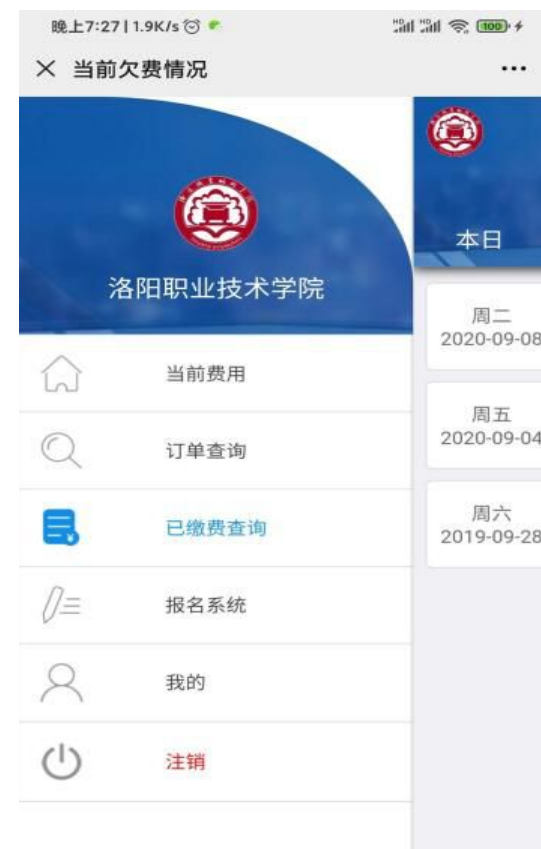 晚上7:27 | 1.9K/s
HD HD 100
当前欠费情况
洛阳职业技术学院
本日
当前费用
订单查询
已缴费查询
报名系统
我的
注销
周二
2020-09-08
周五
2020-09-04
周六
2019-09-28